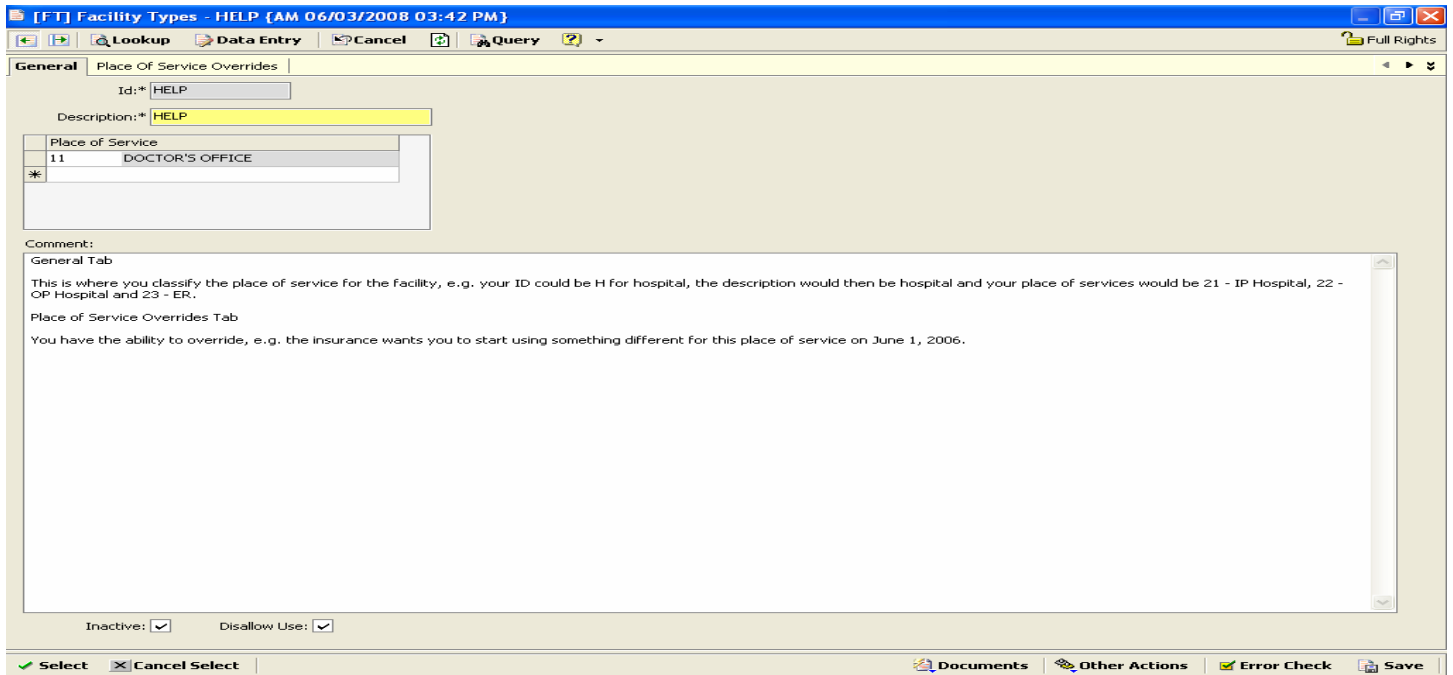 [FT] Facility Types - HELP {AM 06/03/2008 03:42 PM}
Lookup Data Entry Cancel Query Full Rights
General Place Of Service Overrides
Id:* HELP
Description:* HELP
Place of Service
11 DOCTOR'S OFFICE
Comment:
General Tab
This is where you classify the place of service for the facility, e.g. your ID could be H for hospital, the description would then be hospital and your place of services would be 21 - IP Hospital, 22 -
OP Hospital and 23 - ER.
Place of Service Overrides Tab
You have the ability to override, e.g. the insurance wants you to start using something different for this place of service on June 1, 2006.
Inactive: Disallow Use:
Select Cancel Select Documents Other Actions Error Check Save